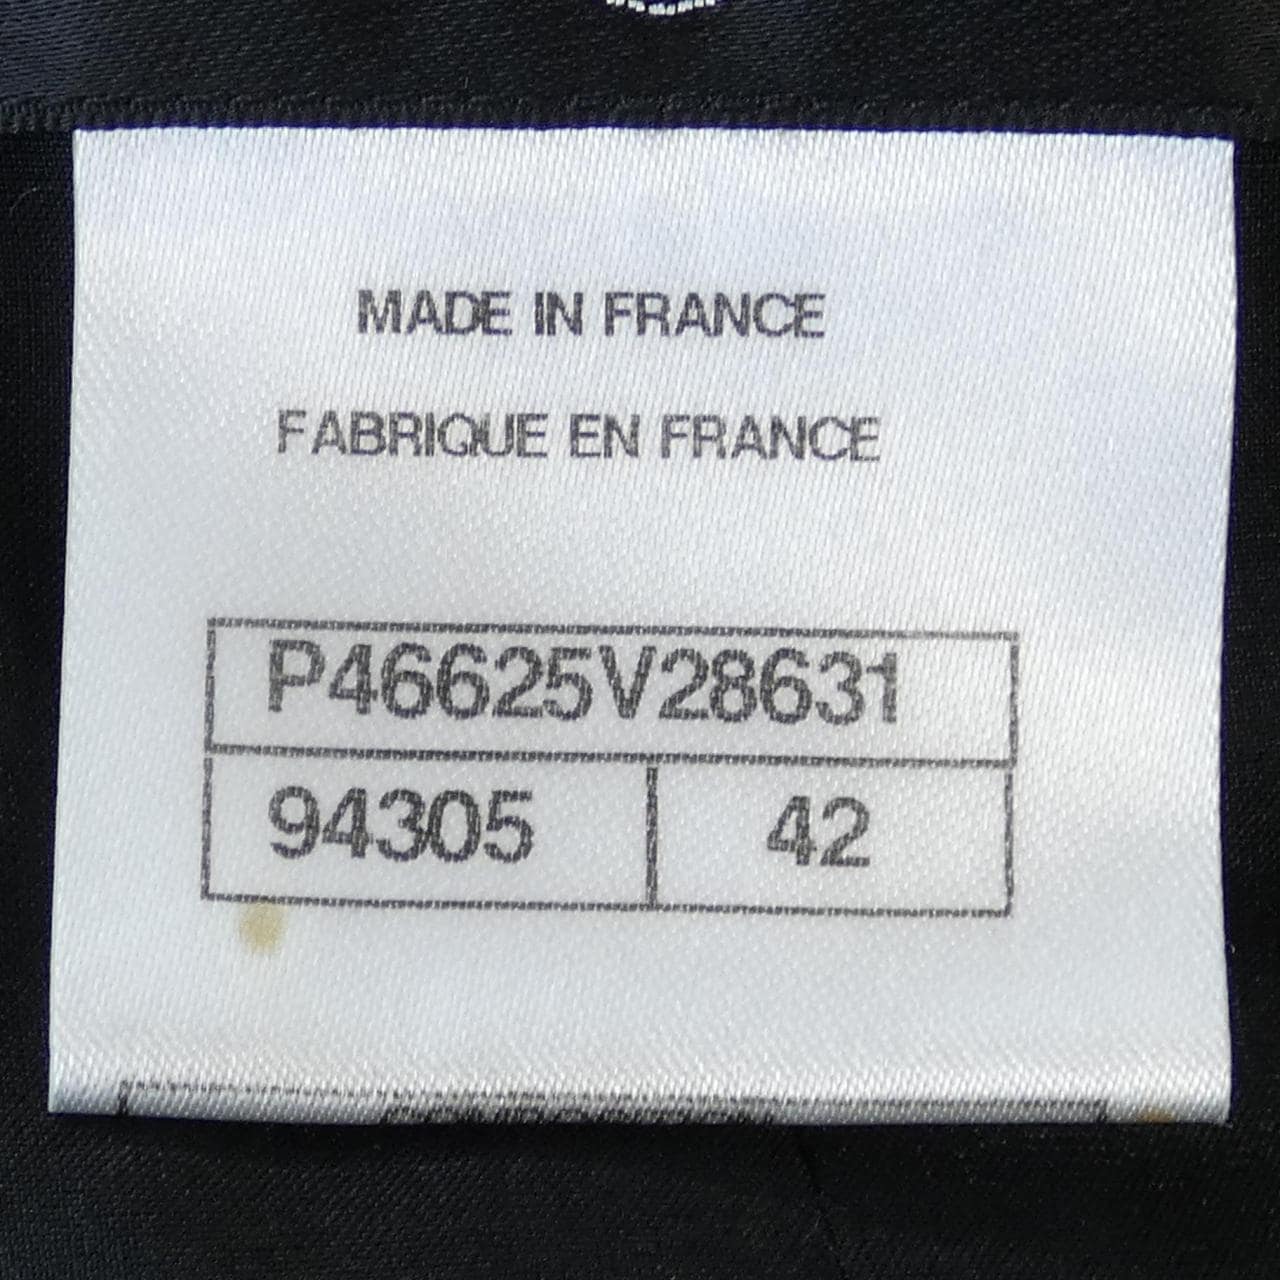 MADE IN FRANCE
FABRIQUE EN FRANCE
P46625V28631
94305 42